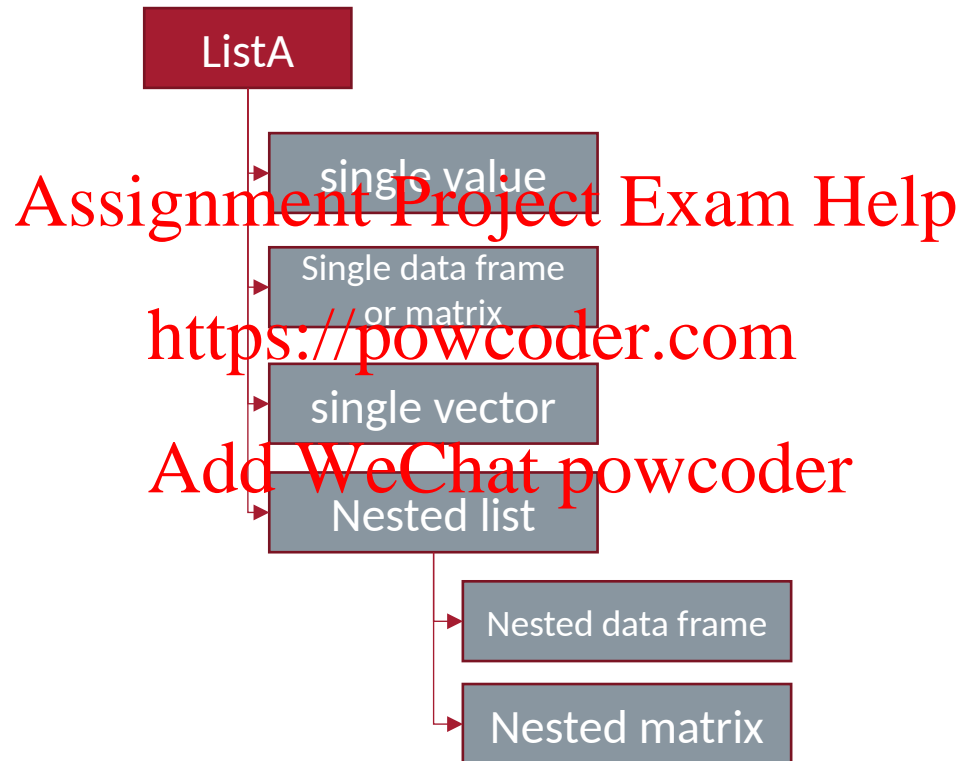 ListA
single value
Assignment Project Exam Help
Single data frame
or matrix
https://powcoder.com
single vector
Add WeChat powcoder
Nested list
Nested data frame
Nested matrix